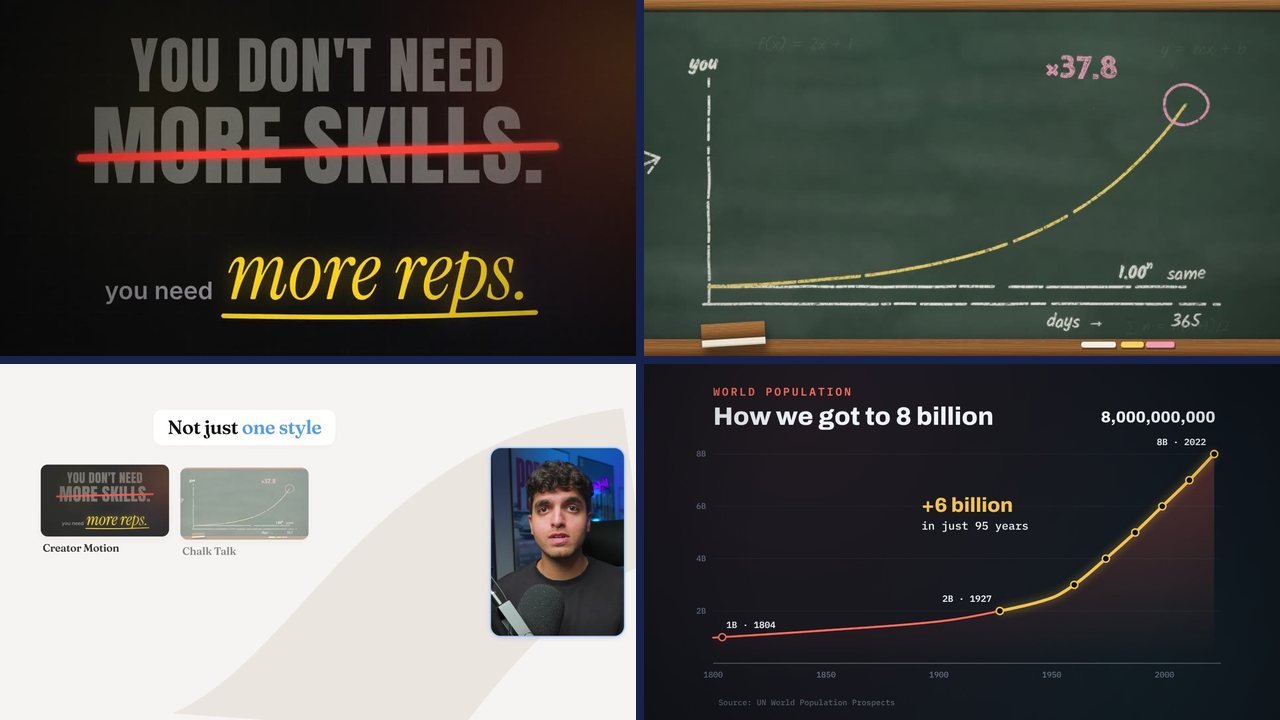 YOU DON'T NEED
MORE SKILLS.
you need more reps.
you
×37.8
1.00ⁿ same
days → 365
Not just one style
YOU DON'T NEED
MORE SKILLS.
you need more reps.
Creator Motion
you
×37.8
Chalk Talk
WORLD POPULATION
How we got to 8 billion
8,000,000,000
8B · 2022
8B
6B
+6 billion
in just 95 years
4B
2B · 1927
2B
1B · 1804
1800 1850 1900 1950 2000
Source: UN World Population Prospects